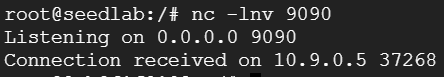 root@seedlab:/# nc -lnv 9090
Listening on 0.0.0.0 9090
Connection received on 10.9.0.5 37268